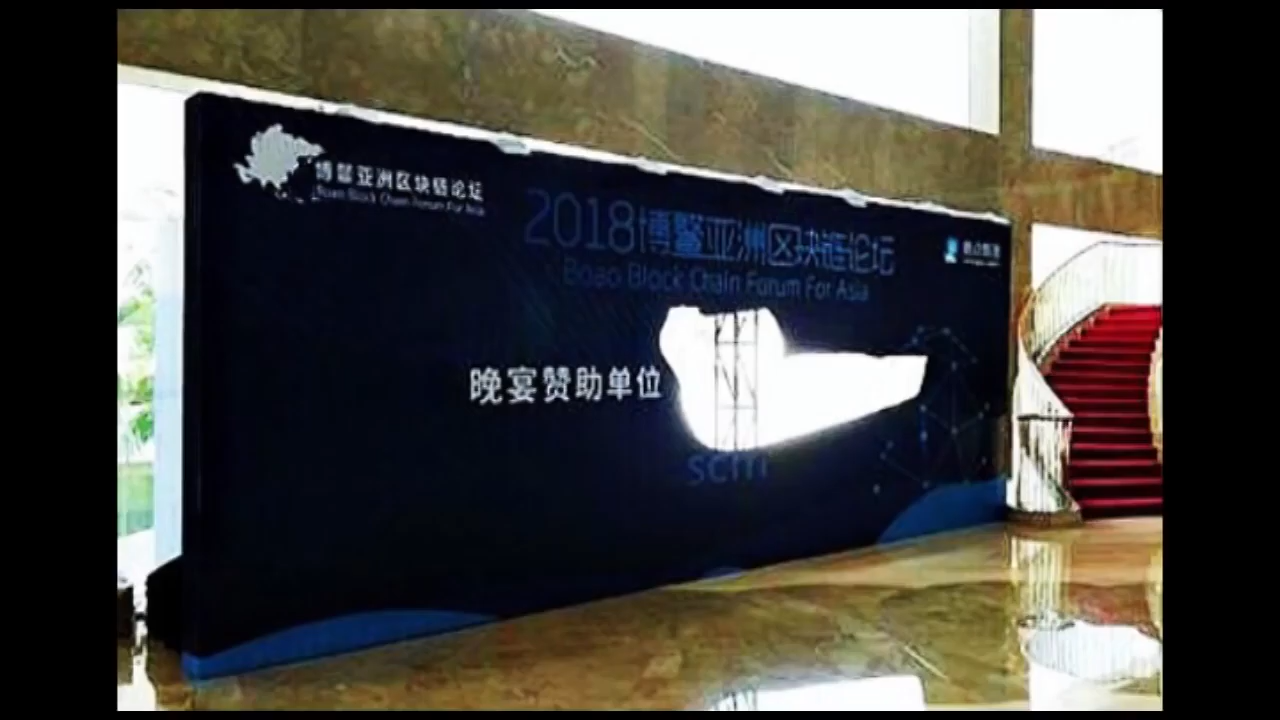 博鳌亚洲区块链论坛
Boao Block Chain Forum For Asia
2018博鳌亚洲区块链论坛
Boao Block Chain Forum For Asia
晚宴赞助单位
scm